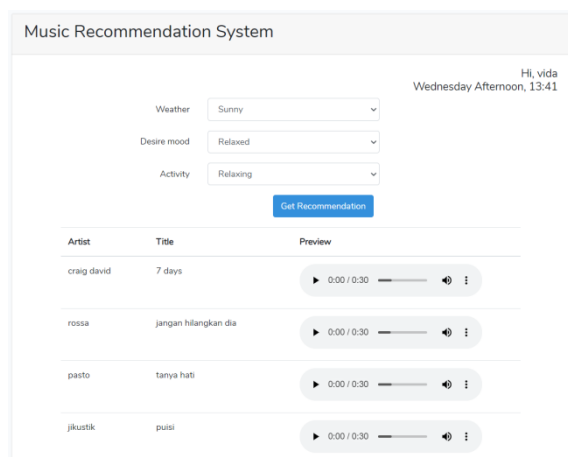 Music Recommendation System
Hi, vida
Wednesday Afternoon, 13:41
Weather Sunny
Desire mood Relaxed
Activity Relaxing
Get Recommendation
Artist Title Preview
craig david 7 days 0:00 / 0:30
rossa jangan hilangkan dia 0:00 / 0:30
pasto tanya hati 0:00 / 0:30
jikustik puisi 0:00 / 0:30